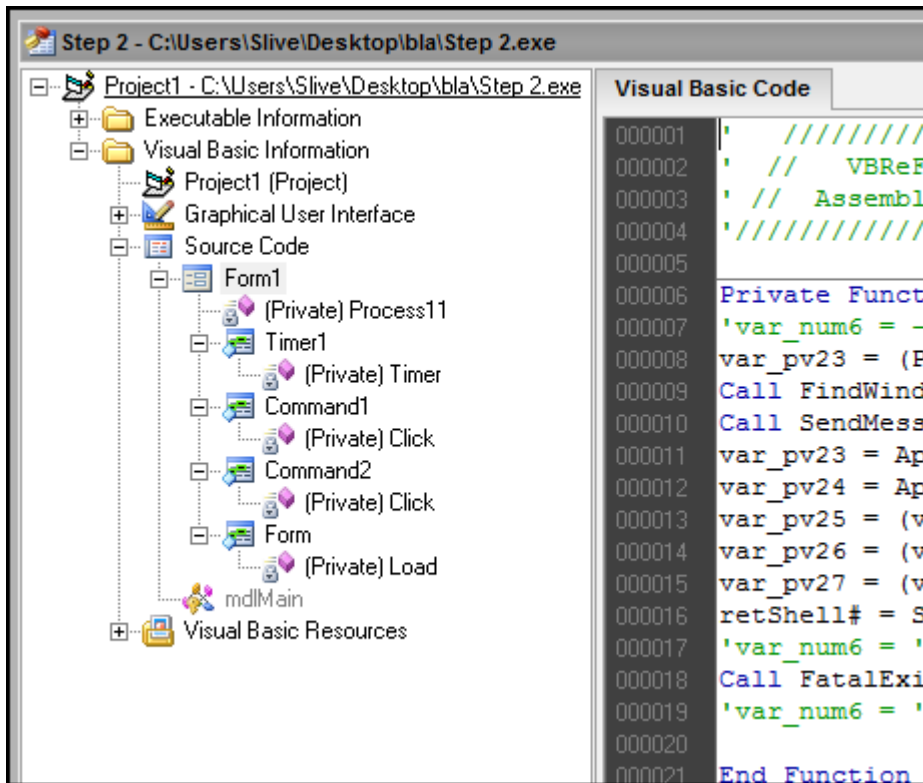 Step 2 - C:\Users\Slive\Desktop\bla\Step 2.exe
Project1 - C:\Users\Slive\Desktop\bla\Step 2.exe
Executable Information
Visual Basic Information
Project1 (Project)
Graphical User Interface
Source Code
Form1
(Private) Process11
Timer1
(Private) Timer
Command1
(Private) Click
Command2
(Private) Click
Form
(Private) Load
mdlMain
Visual Basic Resources
Visual Basic Code
000001 '   /////////
000002 '  //    VBReF
000003 ' //  Assembl
000004 '////////////
000005
000006 Private Funct
000007 'var_num6 = -
000008 var_pv23 = (P
000009 Call FindWind
000010 Call SendMess
000011 var_pv23 = Ap
000012 var_pv24 = Ap
000013 var_pv25 = (v
000014 var_pv26 = (v
000015 var_pv27 = (v
000016 retShell# = S
000017 'var_num6 = '
000018 Call FatalExi
000019 'var_num6 = '
000020
000021 End Function